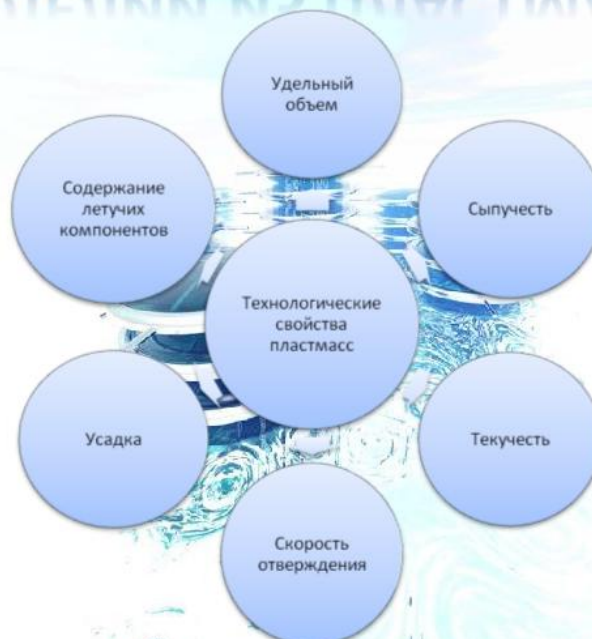 Удельный
объем
Содержание
летучих
компонентов
Сыпучесть
Технологические
свойства
пластмасс
Усадка
Текучесть
Скорость
отверждения